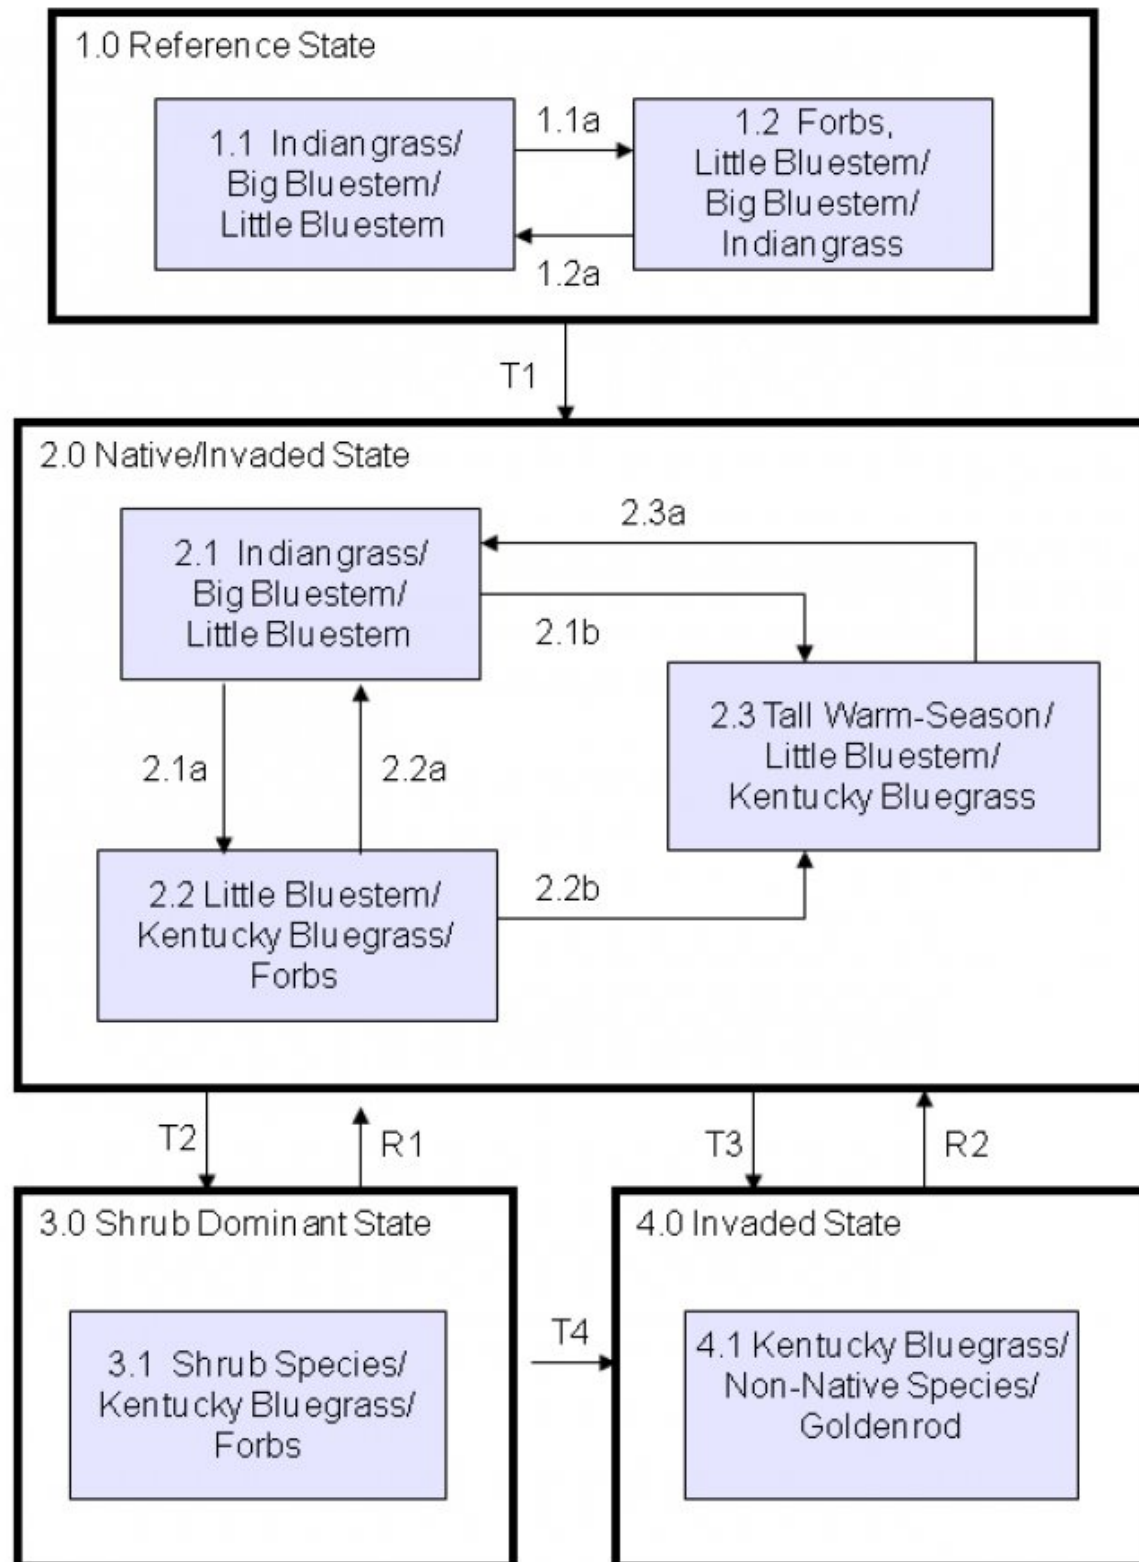 1.0 Reference State
1.1 Indiangrass/
Big Bluestem/
Little Bluestem
1.1a
1.2 Forbs,
Little Bluestem/
Big Bluestem/
Indiangrass
1.2a
T1
2.0 Native/Invaded State
2.1 Indiangrass/
Big Bluestem/
Little Bluestem
2.3a
2.1b
2.3 Tall Warm-Season/
Little Bluestem/
Kentucky Bluegrass
2.1a
2.2a
2.2 Little Bluestem/
Kentucky Bluegrass/
Forbs
2.2b
T2
R1
T3
R2
3.0 Shrub Dominant State
3.1 Shrub Species/
Kentucky Bluegrass/
Forbs
T4
4.0 Invaded State
4.1 Kentucky Bluegrass/
Non-Native Species/
Goldenrod